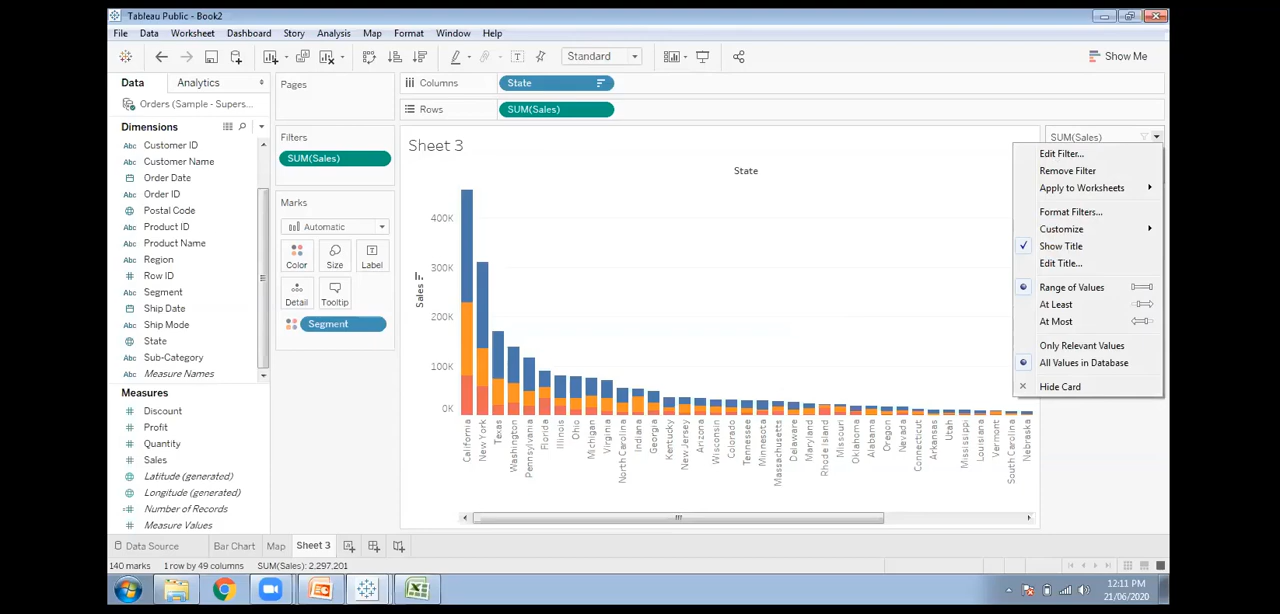 Tableau Public - Book2
File Data Worksheet Dashboard Story Analysis Map Format Window Help
Standard
Show Me
Data Analytics
Orders (Sample - Supers...
Dimensions
Customer ID
Customer Name
Order Date
Order ID
Postal Code
Product ID
Product Name
Region
Row ID
Segment
Ship Date
Ship Mode
State
Sub-Category
Measure Names
Measures
Discount
Profit
Quantity
Sales
Latitude (generated)
Longitude (generated)
Number of Records
Measure Values
Pages
Filters
SUM(Sales)
Marks
Automatic
Color Size Label
Detail Tooltip
Segment
Columns State
Rows SUM(Sales)
Sheet 3
State
Sales
400K
300K
200K
100K
0K
California
New York
Texas
Washington
Pennsylvania
Florida
Illinois
Ohio
Michigan
Virginia
North Carolina
Indiana
Georgia
Kentucky
New Jersey
Arizona
Wisconsin
Colorado
Tennessee
Minnesota
Massachusetts
Delaware
Maryland
Rhode Island
Missouri
Oklahoma
Alabama
Oregon
Nevada
Connecticut
Arkansas
Utah
Mississippi
Louisiana
Vermont
South Carolina
Nebraska
SUM(Sales)
Edit Filter...
Remove Filter
Apply to Worksheets
Format Filters...
Customize
Show Title
Edit Title...
Range of Values
At Least
At Most
Only Relevant Values
All Values in Database
Hide Card
Data Source Bar Chart Map Sheet 3
140 marks 1 row by 49 columns SUM(Sales): 2,297,201
12:11 PM
21/06/2020